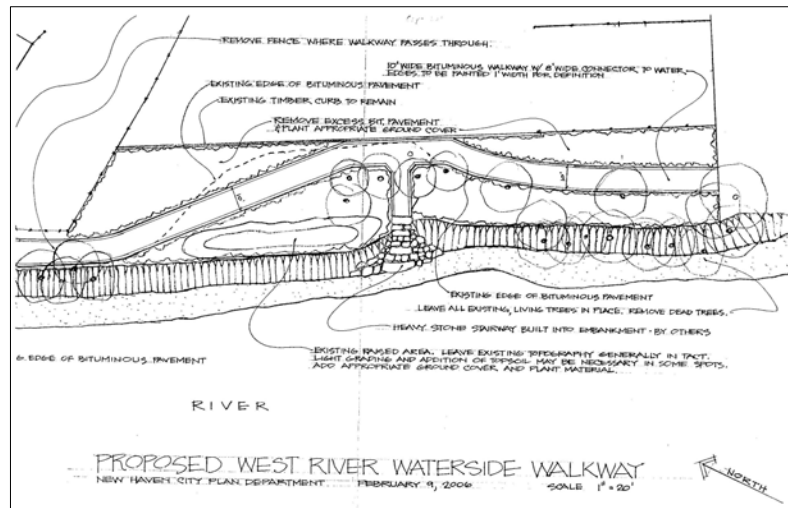 REMOVE FENCE WHERE WALKWAY PASSES THROUGH.
10' WIDE BITUMINOUS WALKWAY W/ 8' WIDE CONNECTOR TO WATER,
EDGES TO BE PAINTED 1' WIDTH FOR DEFINITION
EXISTING EDGE OF BITUMINOUS PAVEMENT
EXISTING TIMBER CURB TO REMAIN
REMOVE EXCESS BIT. PAVEMENT
& PLANT APPROPRIATE GROUND COVER
EXISTING EDGE OF BITUMINOUS PAVEMENT
LEAVE ALL EXISTING, LIVING TREES IN PLACE. REMOVE DEAD TREES.
HEAVY STONE STAIRWAY BUILT INTO EMBANKMENT - BY OTHERS
G. EDGE OF BITUMINOUS PAVEMENT
EXISTING RAISED AREA. LEAVE EXISTING TOPOGRAPHY GENERALLY IN TACT.
LIGHT GRADING AND ADDITION OF TOPSOIL MAY BE NECESSARY IN SOME SPOTS.
ADD APPROPRIATE GROUND COVER AND PLANT MATERIAL.
RIVER
PROPOSED WEST RIVER WATERSIDE WALKWAY
NEW HAVEN CITY PLAN DEPARTMENT FEBRUARY 9, 2006 SCALE 1" = 20'
NORTH